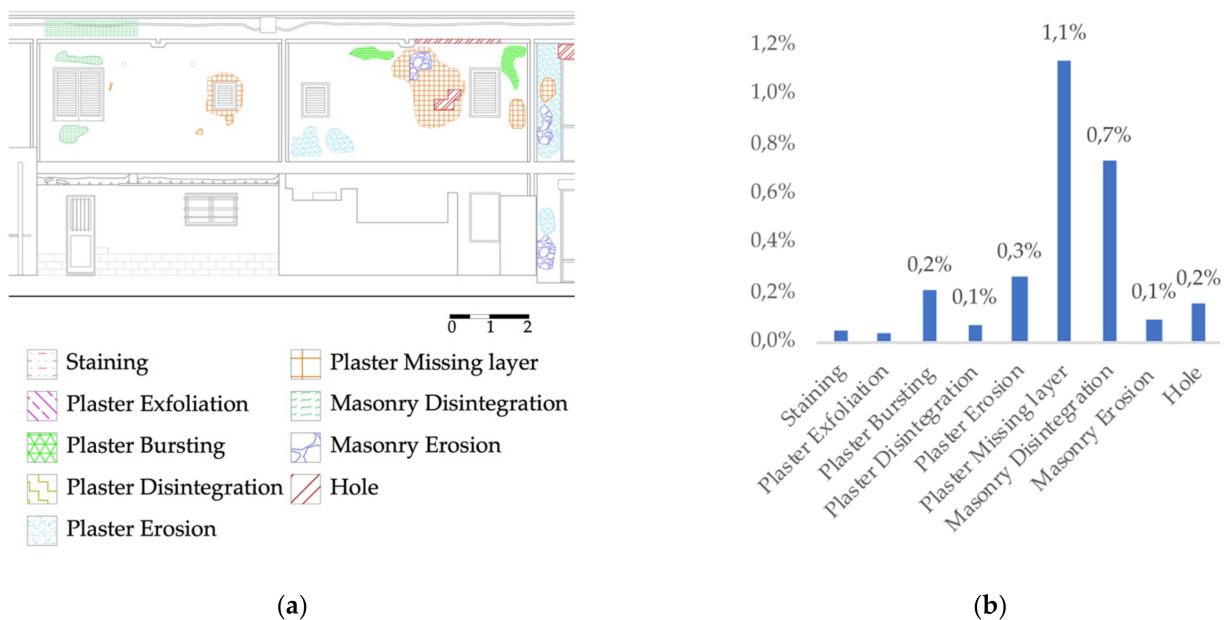 0 1 2
Staining
Plaster Exfoliation
Plaster Bursting
Plaster Disintegration
Plaster Erosion
Plaster Missing layer
Masonry Disintegration
Masonry Erosion
Hole
(a)
1,2%
1,0%
0,8%
0,6%
0,4%
0,2%
0,0%
0,2%
0,1%
0,3%
1,1%
0,7%
0,1%
0,2%
Staining
Plaster Exfoliation
Plaster Bursting
Plaster Disintegration
Plaster Erosion
Plaster Missing layer
Masonry Disintegration
Masonry Erosion
Hole
(b)